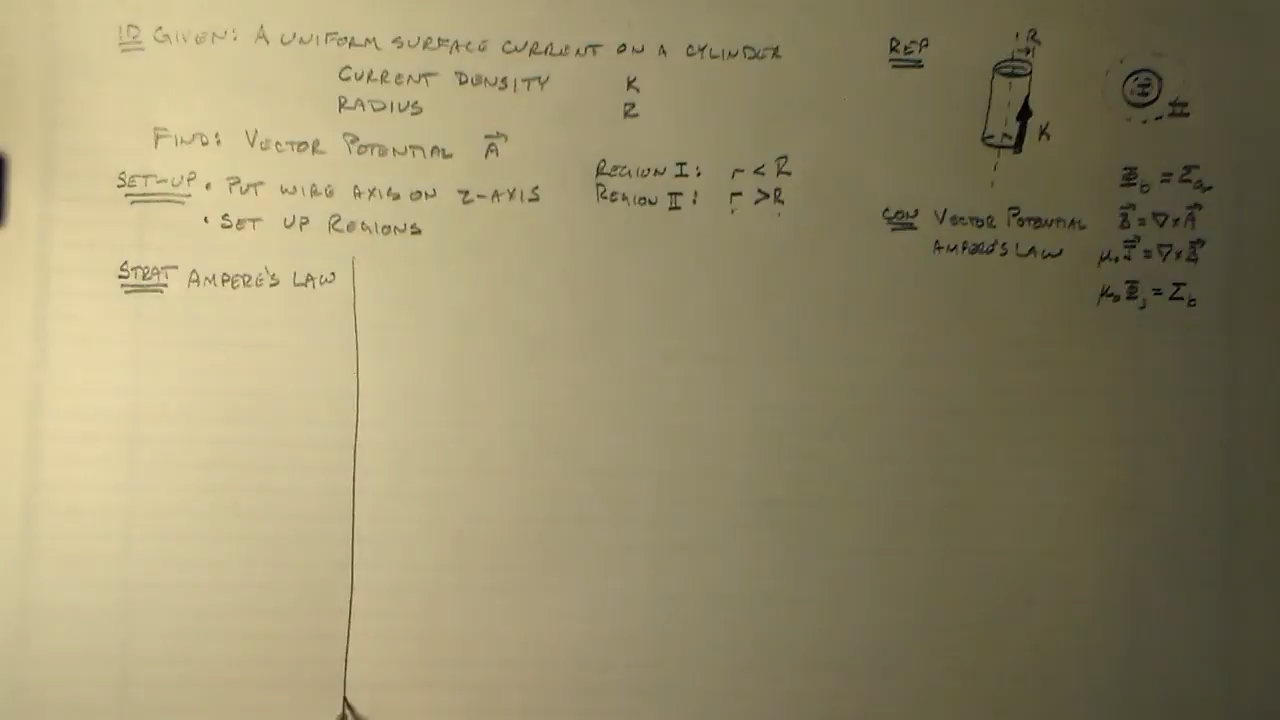 ID GIVEN: A UNIFORM SURFACE CURRENT ON A CYLINDER
CURRENT DENSITY K
RADIUS R
FIND: VECTOR POTENTIAL A⃗
SET-UP • PUT WIRE AXIS ON Z-AXIS
• SET UP REGIONS
REGION I: r < R
REGION II: r > R
STRAT AMPERE'S LAW
REP
R
K
I
II
CON VECTOR POTENTIAL
AMPERE'S LAW
B⃗ = ∇×A⃗
μ₀J⃗ = ∇×B⃗